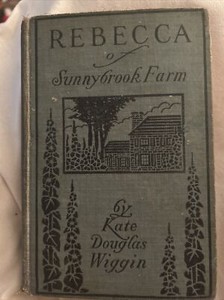 REBECCA
of
Sunnybrook Farm
by
Kate
Douglas
Wiggin